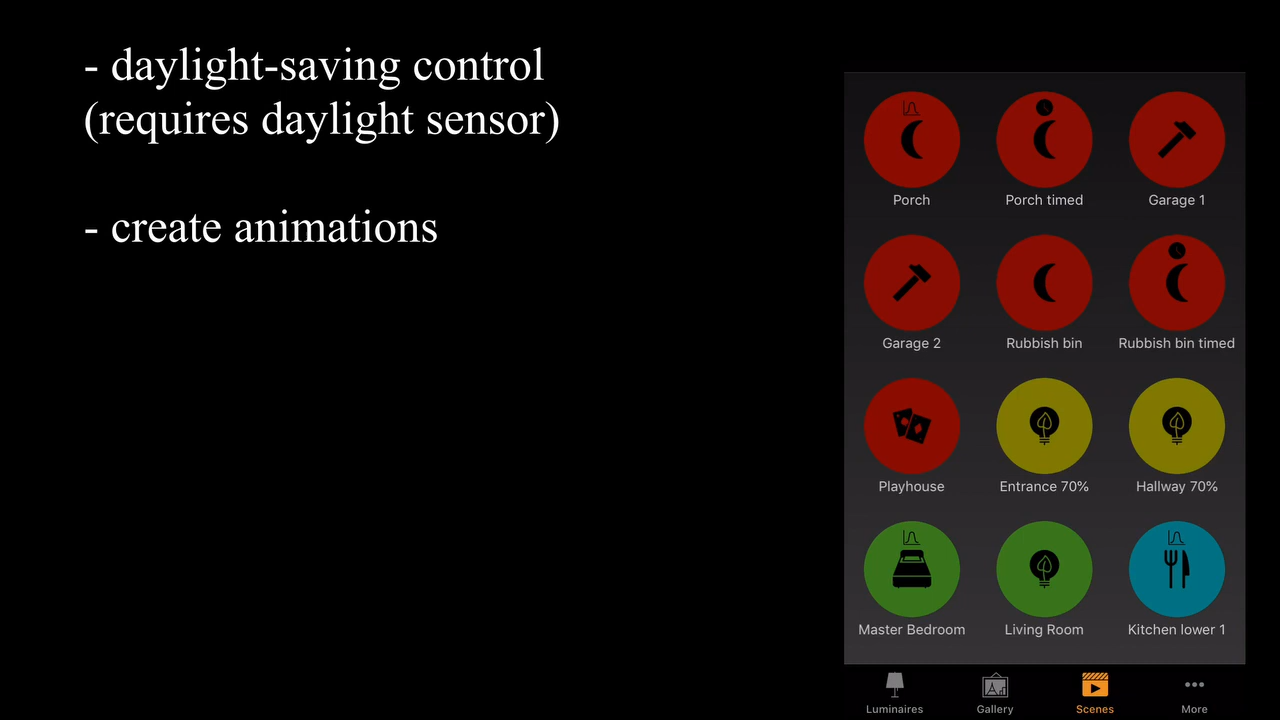 - daylight-saving control
(requires daylight sensor)
- create animations
Porch
Porch timed
Garage 1
Garage 2
Rubbish bin
Rubbish bin timed
Playhouse
Entrance 70%
Hallway 70%
Master Bedroom
Living Room
Kitchen lower 1
Luminaires
Gallery
Scenes
More